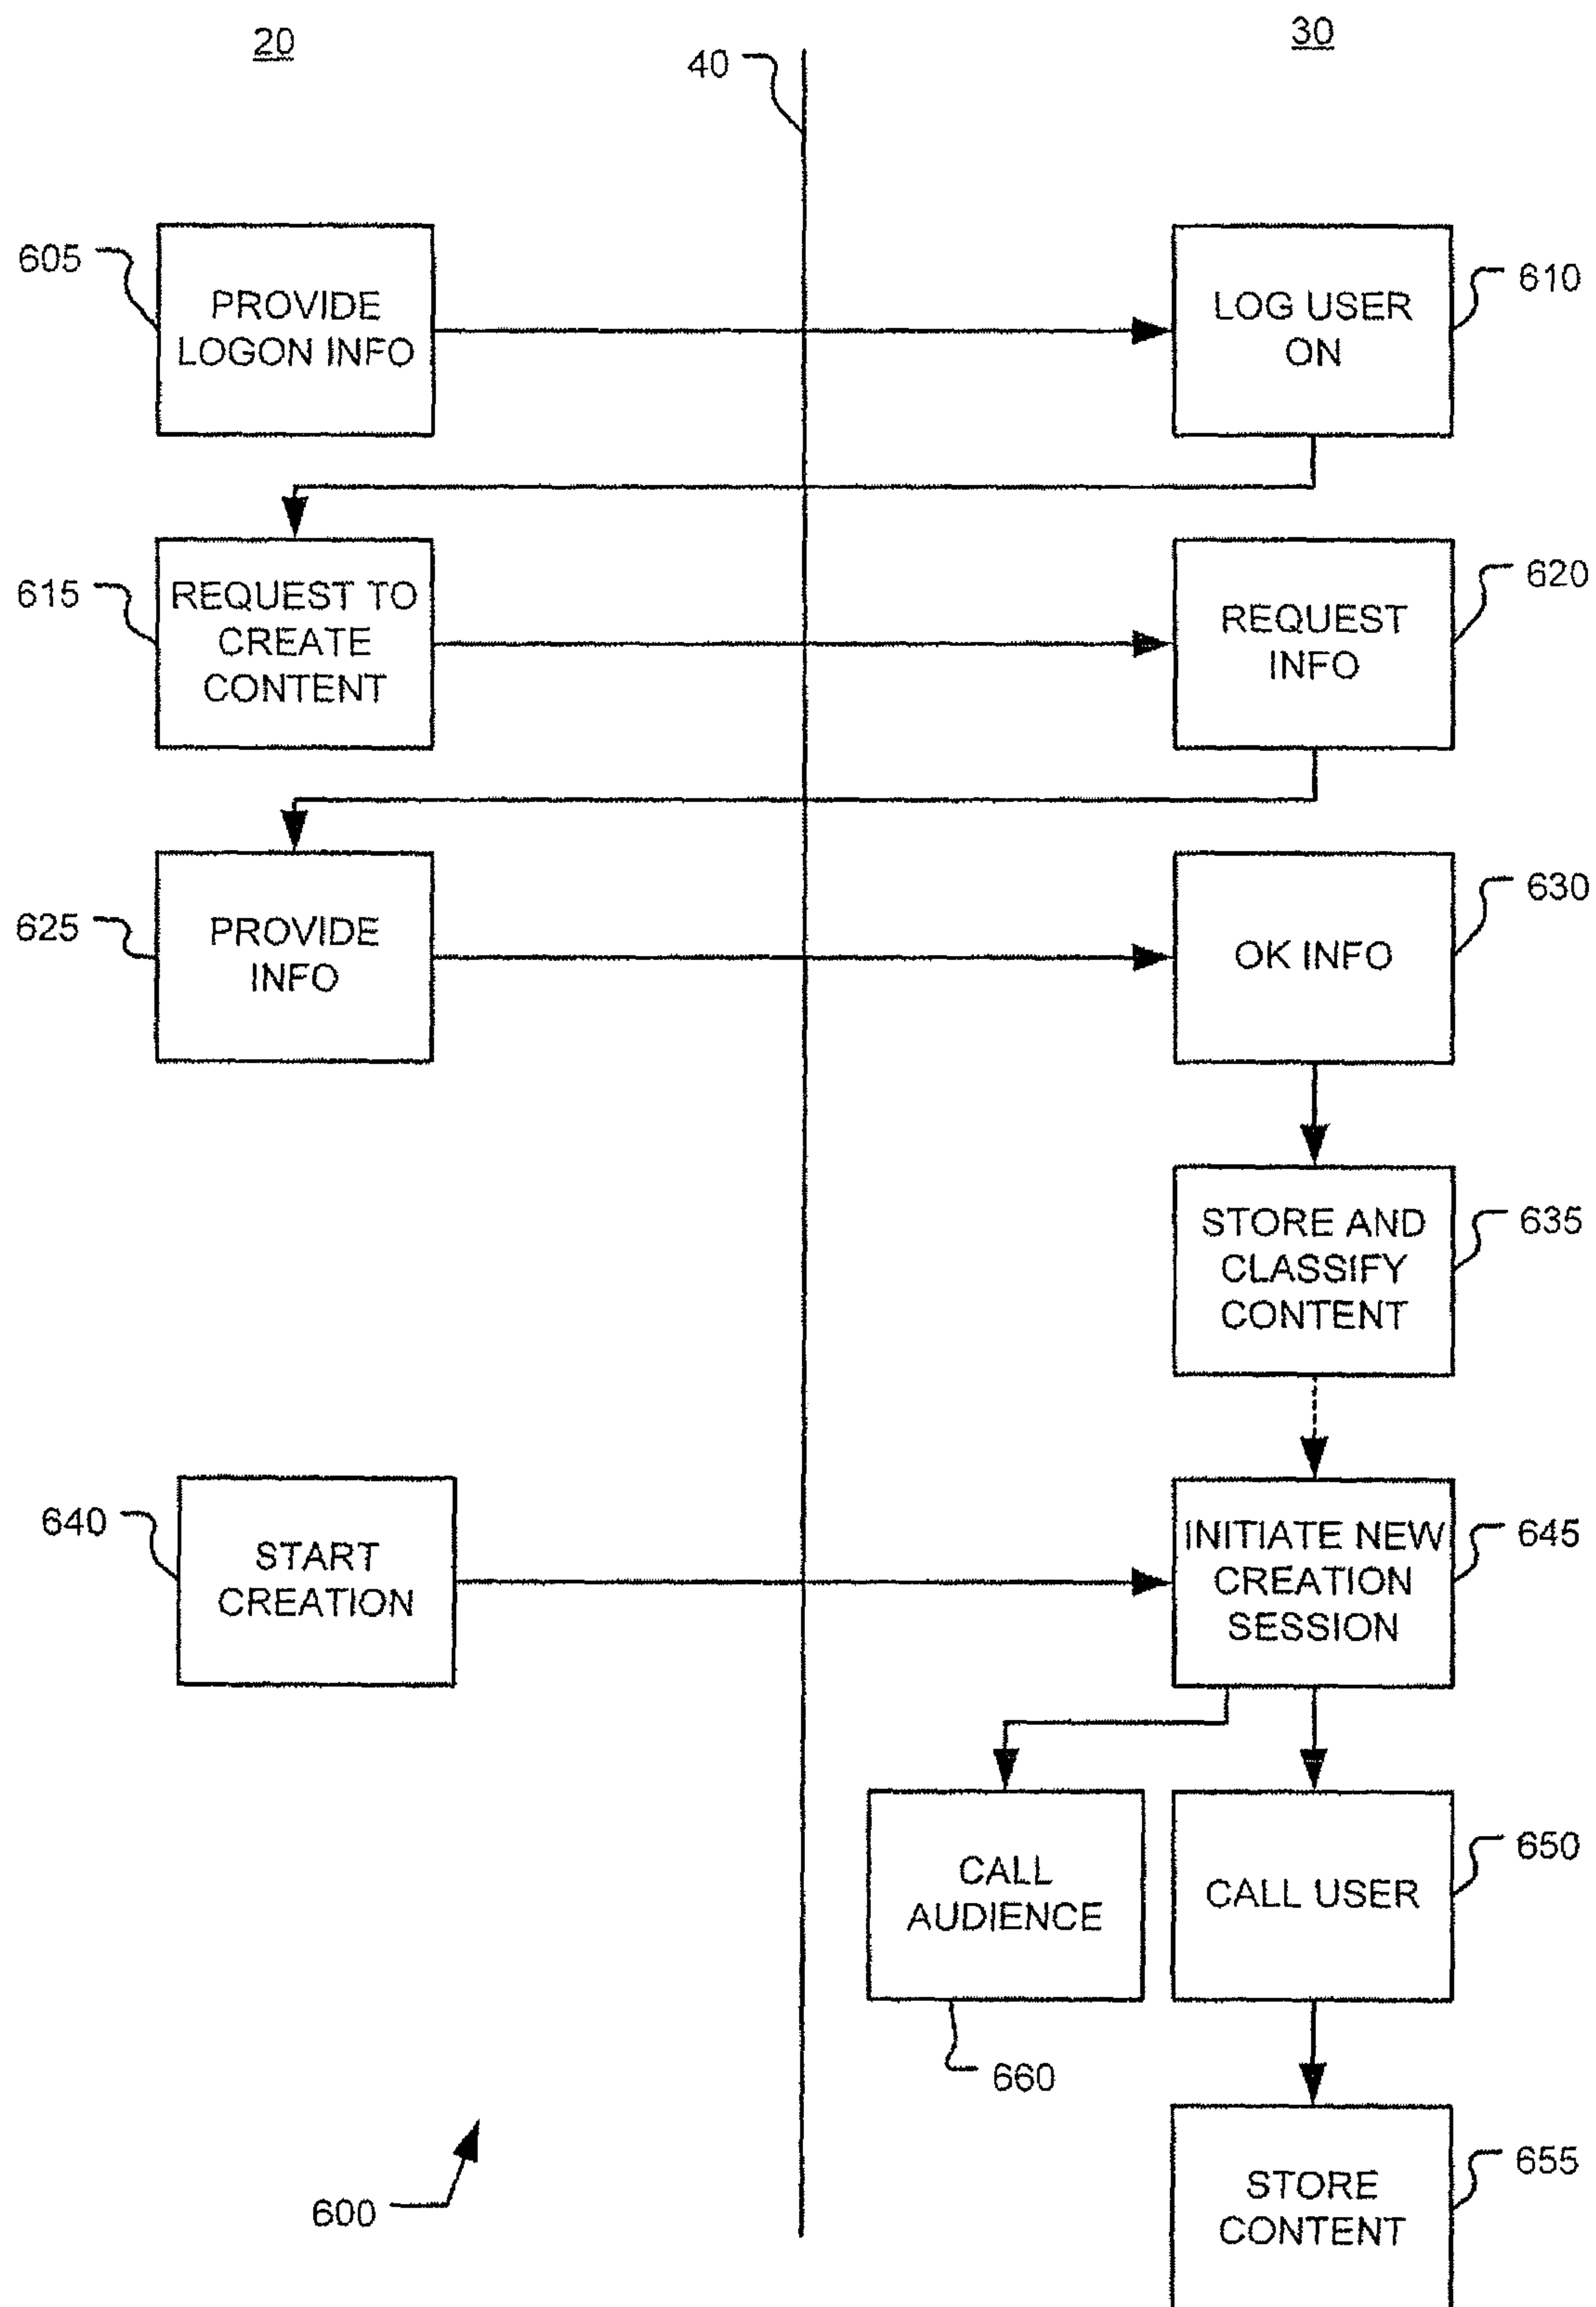 20
30
40
605
PROVIDE
LOGON INFO
LOG USER
ON
610
615
REQUEST TO
CREATE
CONTENT
REQUEST
INFO
620
625
PROVIDE
INFO
OK INFO
630
STORE AND
CLASSIFY
CONTENT
635
640
START
CREATION
INITIATE NEW
CREATION
SESSION
645
CALL
AUDIENCE
660
CALL USER
650
600
STORE
CONTENT
655